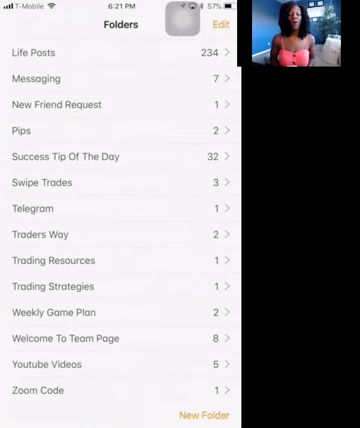 T-Mobile 6:21 PM 57%
Folders Edit
Life Posts 234
Messaging 7
New Friend Request 1
Pips 2
Success Tip Of The Day 32
Swipe Trades 3
Telegram 1
Traders Way 2
Trading Resources 1
Trading Strategies 1
Weekly Game Plan 2
Welcome To Team Page 8
Youtube Videos 5
Zoom Code 1
New Folder